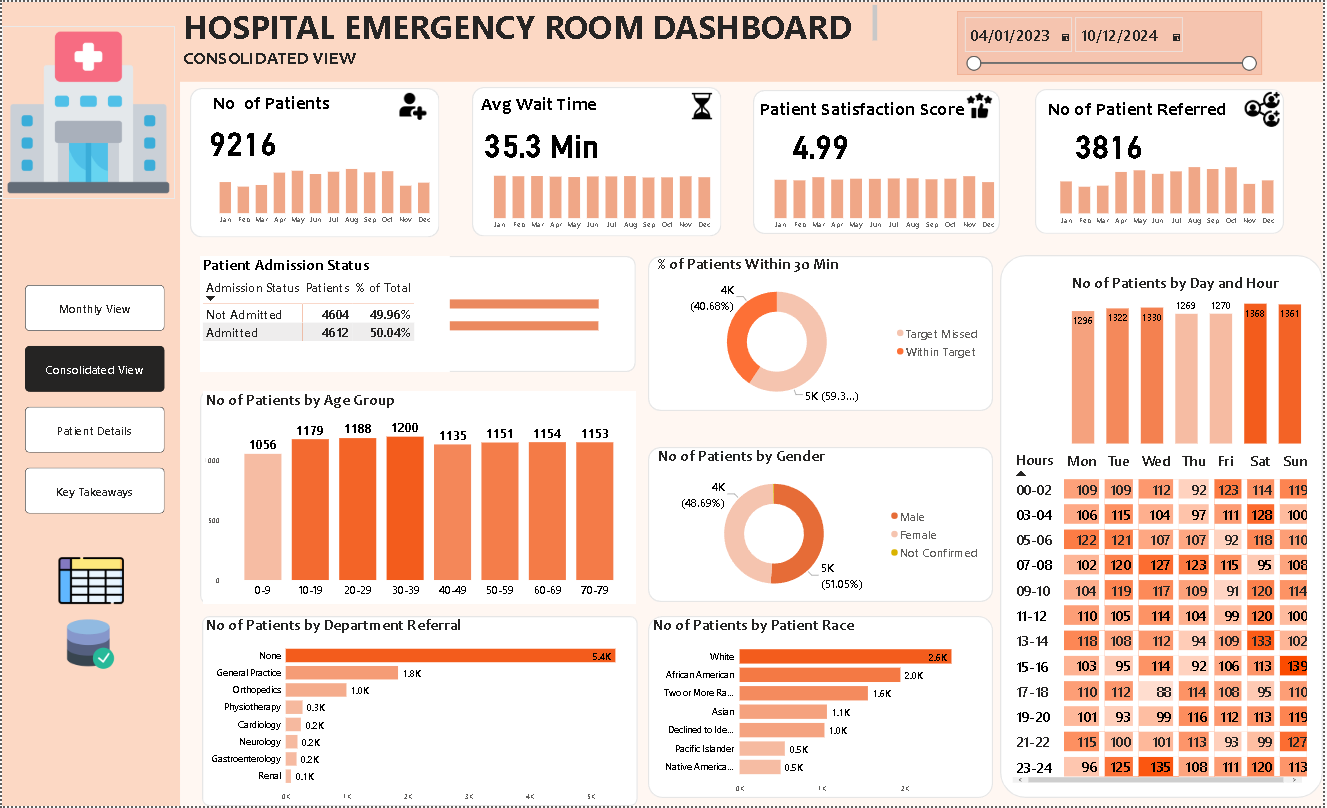 HOSPITAL EMERGENCY ROOM DASHBOARD
CONSOLIDATED VIEW
04/01/2023 10/12/2024
No of Patients
9216
Jan Feb Mar Apr May Jun Jul Aug Sep Oct Nov Dec
Avg Wait Time
35.3 Min
Jan Feb Mar Apr May Jun Jul Aug Sep Oct Nov Dec
Patient Satisfaction Score
4.99
Jan Feb Mar Apr May Jun Jul Aug Sep Oct Nov Dec
No of Patient Referred
3816
Jan Feb Mar Apr May Jun Jul Aug Sep Oct Nov Dec
Monthly View
Consolidated View
Patient Details
Key Takeaways
Patient Admission Status
Admission Status Patients % of Total
Not Admitted 4604 49.96%
Admitted 4612 50.04%
% of Patients Within 30 Min
4K
(40.68%)
5K (59.3...)
Target Missed
Within Target
No of Patients by Age Group
000
500
0
1056 1179 1188 1200 1135 1151 1154 1153
0-9 10-19 20-29 30-39 40-49 50-59 60-69 70-79
No of Patients by Gender
4K
(48.69%)
5K
(51.05%)
Male
Female
Not Confirmed
No of Patients by Department Referral
None 5.4K
General Practice 1.8K
Orthopedics 1.0K
Physiotherapy 0.3K
Cardiology 0.2K
Neurology 0.2K
Gastroenterology 0.2K
Renal 0.1K
0K 1K 2K 3K 4K 5K
No of Patients by Patient Race
White 2.6K
African American 2.0K
Two or More Ra... 1.6K
Asian 1.1K
Declined to Ide... 1.0K
Pacific Islander 0.5K
Native America... 0.5K
0K 1K 2K
No of Patients by Day and Hour
1296 1322 1330 1269 1270 1368 1361
Hours Mon Tue Wed Thu Fri Sat Sun
00-02 109 109 112 92 123 114 119
03-04 106 115 104 97 111 128 100
05-06 122 121 107 107 92 118 110
07-08 102 120 127 123 115 95 108
09-10 104 119 117 109 91 120 114
11-12 110 105 114 104 99 120 100
13-14 118 108 112 94 109 133 102
15-16 103 95 114 92 106 113 139
17-18 110 112 88 114 108 95 110
19-20 101 93 99 116 112 113 119
21-22 115 100 101 113 93 99 127
23-24 96 125 135 108 111 120 113